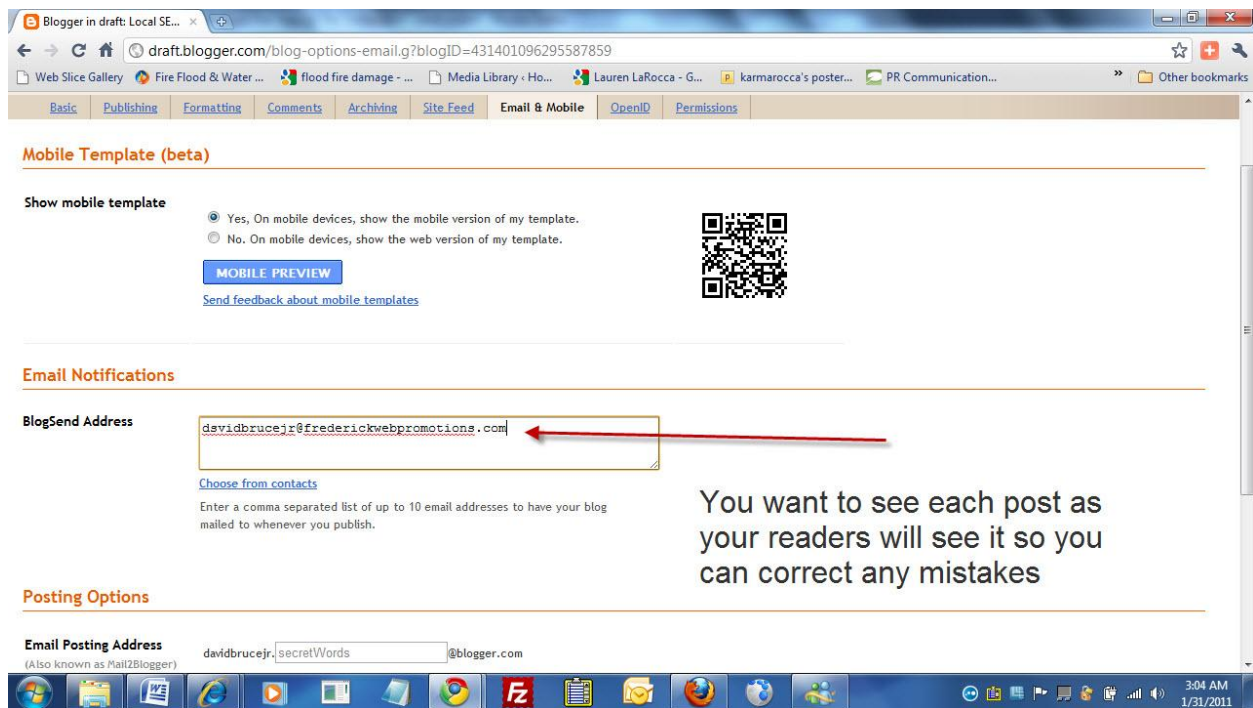 Blogger in draft: Local SE...
draft.blogger.com/blog-options-email.g?blogID=431401096295587859
Web Slice Gallery Fire Flood & Water ... flood fire damage - ... Media Library ‹ Ho... Lauren LaRocca - G... karmarocca's poster... PR Communication... » Other bookmarks
Basic Publishing Formatting Comments Archiving Site Feed Email & Mobile OpenID Permissions
Mobile Template (beta)
Show mobile template
Yes, On mobile devices, show the mobile version of my template.
No. On mobile devices, show the web version of my template.
MOBILE PREVIEW
Send feedback about mobile templates
Email Notifications
BlogSend Address
dsvidbrucejr@frederickwebpromotions.com
Choose from contacts
Enter a comma separated list of up to 10 email addresses to have your blog
mailed to whenever you publish.
You want to see each post as
your readers will see it so you
can correct any mistakes
Posting Options
Email Posting Address
(Also known as Mail2Blogger)
davidbrucejr. secretWords @blogger.com
3:04 AM
1/31/2011